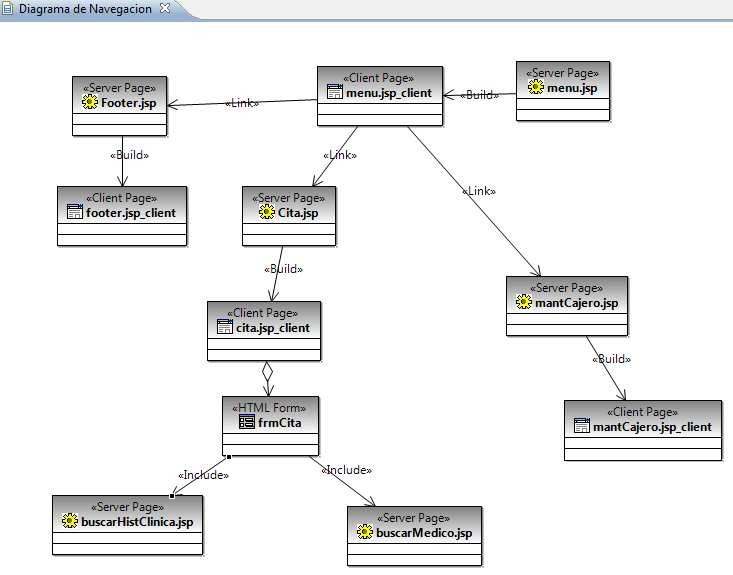 Diagrama de Navegacion
«Server Page»
Footer.jsp
«Link»
«Client Page»
menu.jsp_client
«Build»
«Server Page»
menu.jsp
«Build»
«Link»
«Link»
«Client Page»
footer.jsp_client
«Server Page»
Cita.jsp
«Build»
«Server Page»
mantCajero.jsp
«Client Page»
cita.jsp_client
«Build»
«HTML Form»
frmCita
«Client Page»
mantCajero.jsp_client
«Include»
«Include»
«Server Page»
buscarHistClinica.jsp
«Server Page»
buscarMedico.jsp